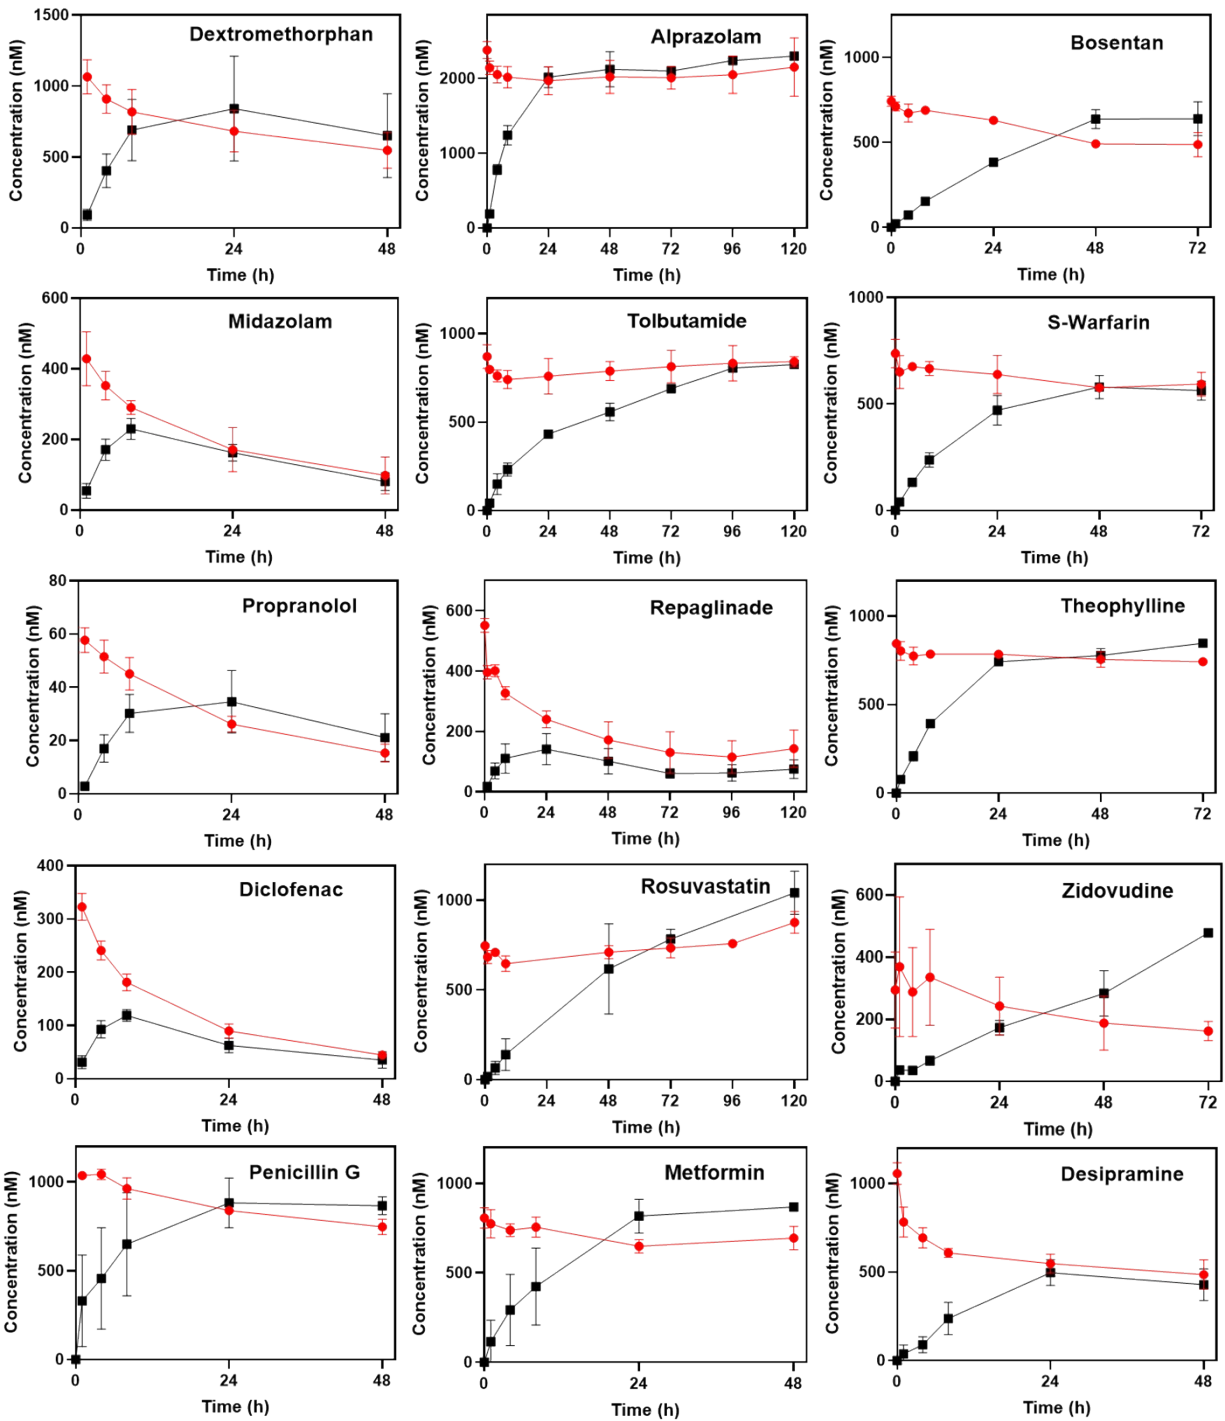 Dextromethorphan
Concentration (nM)
1500
1000
500
0
0 24 48
Time (h)
Alprazolam
Concentration (nM)
2000
1000
0
0 24 48 72 96 120
Time (h)
Bosentan
Concentration (nM)
1000
500
0
0 24 48 72
Time (h)
Midazolam
Concentration (nM)
600
400
200
0
0 24 48
Time (h)
Tolbutamide
Concentration (nM)
1000
500
0
0 24 48 72 96 120
Time (h)
S-Warfarin
Concentration (nM)
1000
500
0
0 24 48 72
Time (h)
Propranolol
Concentration (nM)
80
60
40
20
0
0 24 48
Time (h)
Repaglinade
Concentration (nM)
600
400
200
0
0 24 48 72 96 120
Time (h)
Theophylline
Concentration (nM)
1000
500
0
0 24 48 72
Time (h)
Diclofenac
Concentration (nM)
400
300
200
100
0
0 24 48
Time (h)
Rosuvastatin
Concentration (nM)
1000
500
0
0 24 48 72 96 120
Time (h)
Zidovudine
Concentration (nM)
600
400
200
0
0 24 48 72
Time (h)
Penicillin G
Concentration (nM)
1000
500
0
0 24 48
Time (h)
Metformin
Concentration (nM)
1000
500
0
0 24 48
Time (h)
Desipramine
Concentration (nM)
1000
500
0
0 24 48
Time (h)